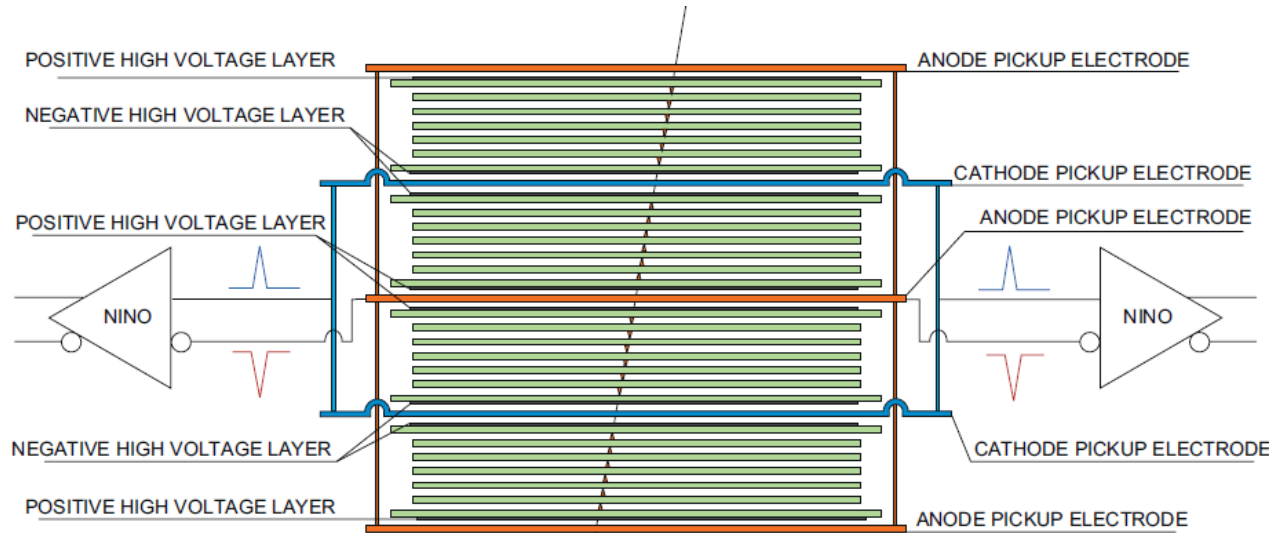 POSITIVE HIGH VOLTAGE LAYER
ANODE PICKUP ELECTRODE
NEGATIVE HIGH VOLTAGE LAYER
CATHODE PICKUP ELECTRODE
POSITIVE HIGH VOLTAGE LAYER
ANODE PICKUP ELECTRODE
NINO
NINO
NEGATIVE HIGH VOLTAGE LAYER
CATHODE PICKUP ELECTRODE
POSITIVE HIGH VOLTAGE LAYER
ANODE PICKUP ELECTRODE